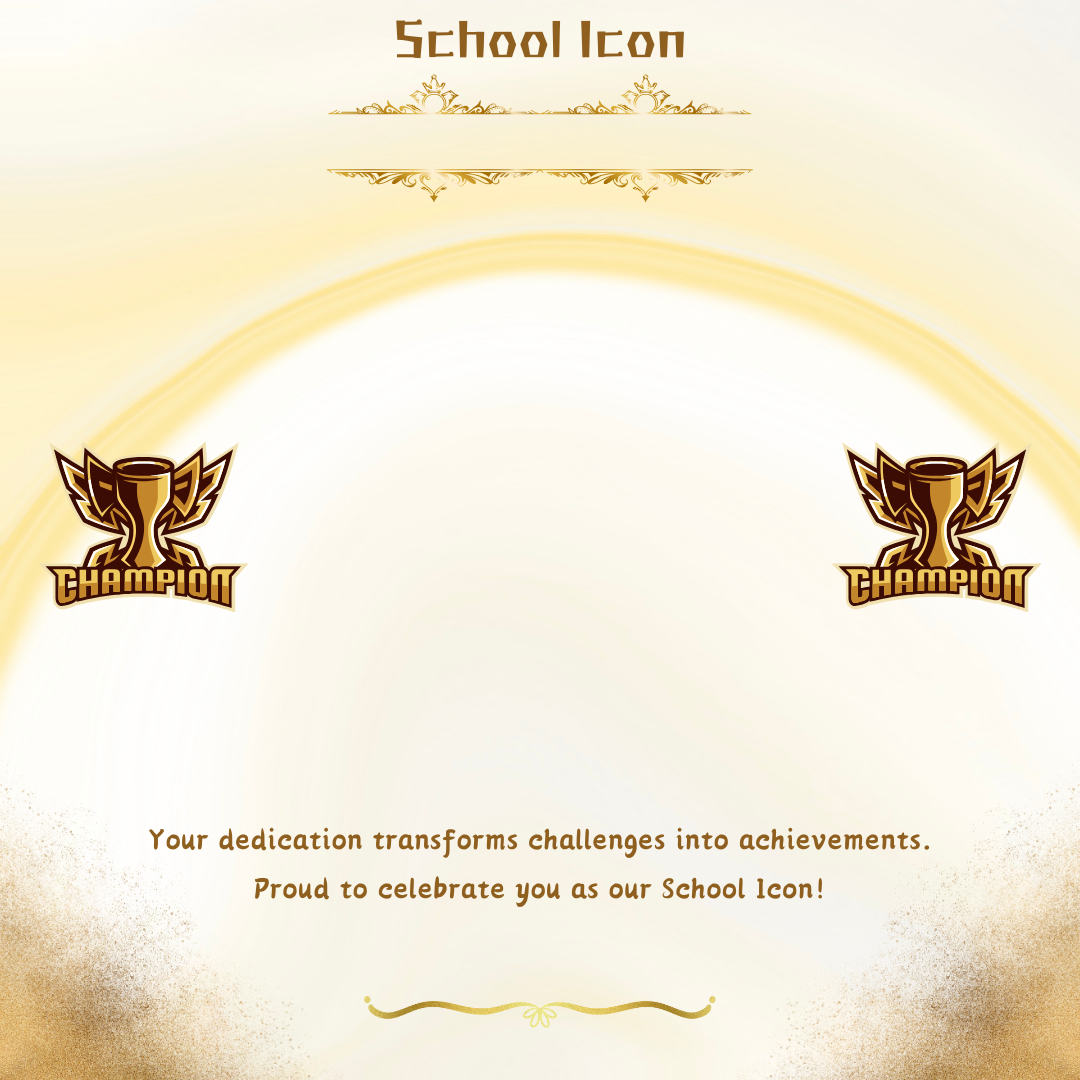 School Icon
CHAMPION
CHAMPION
Your dedication transforms challenges into achievements.
Proud to celebrate you as our School Icon!